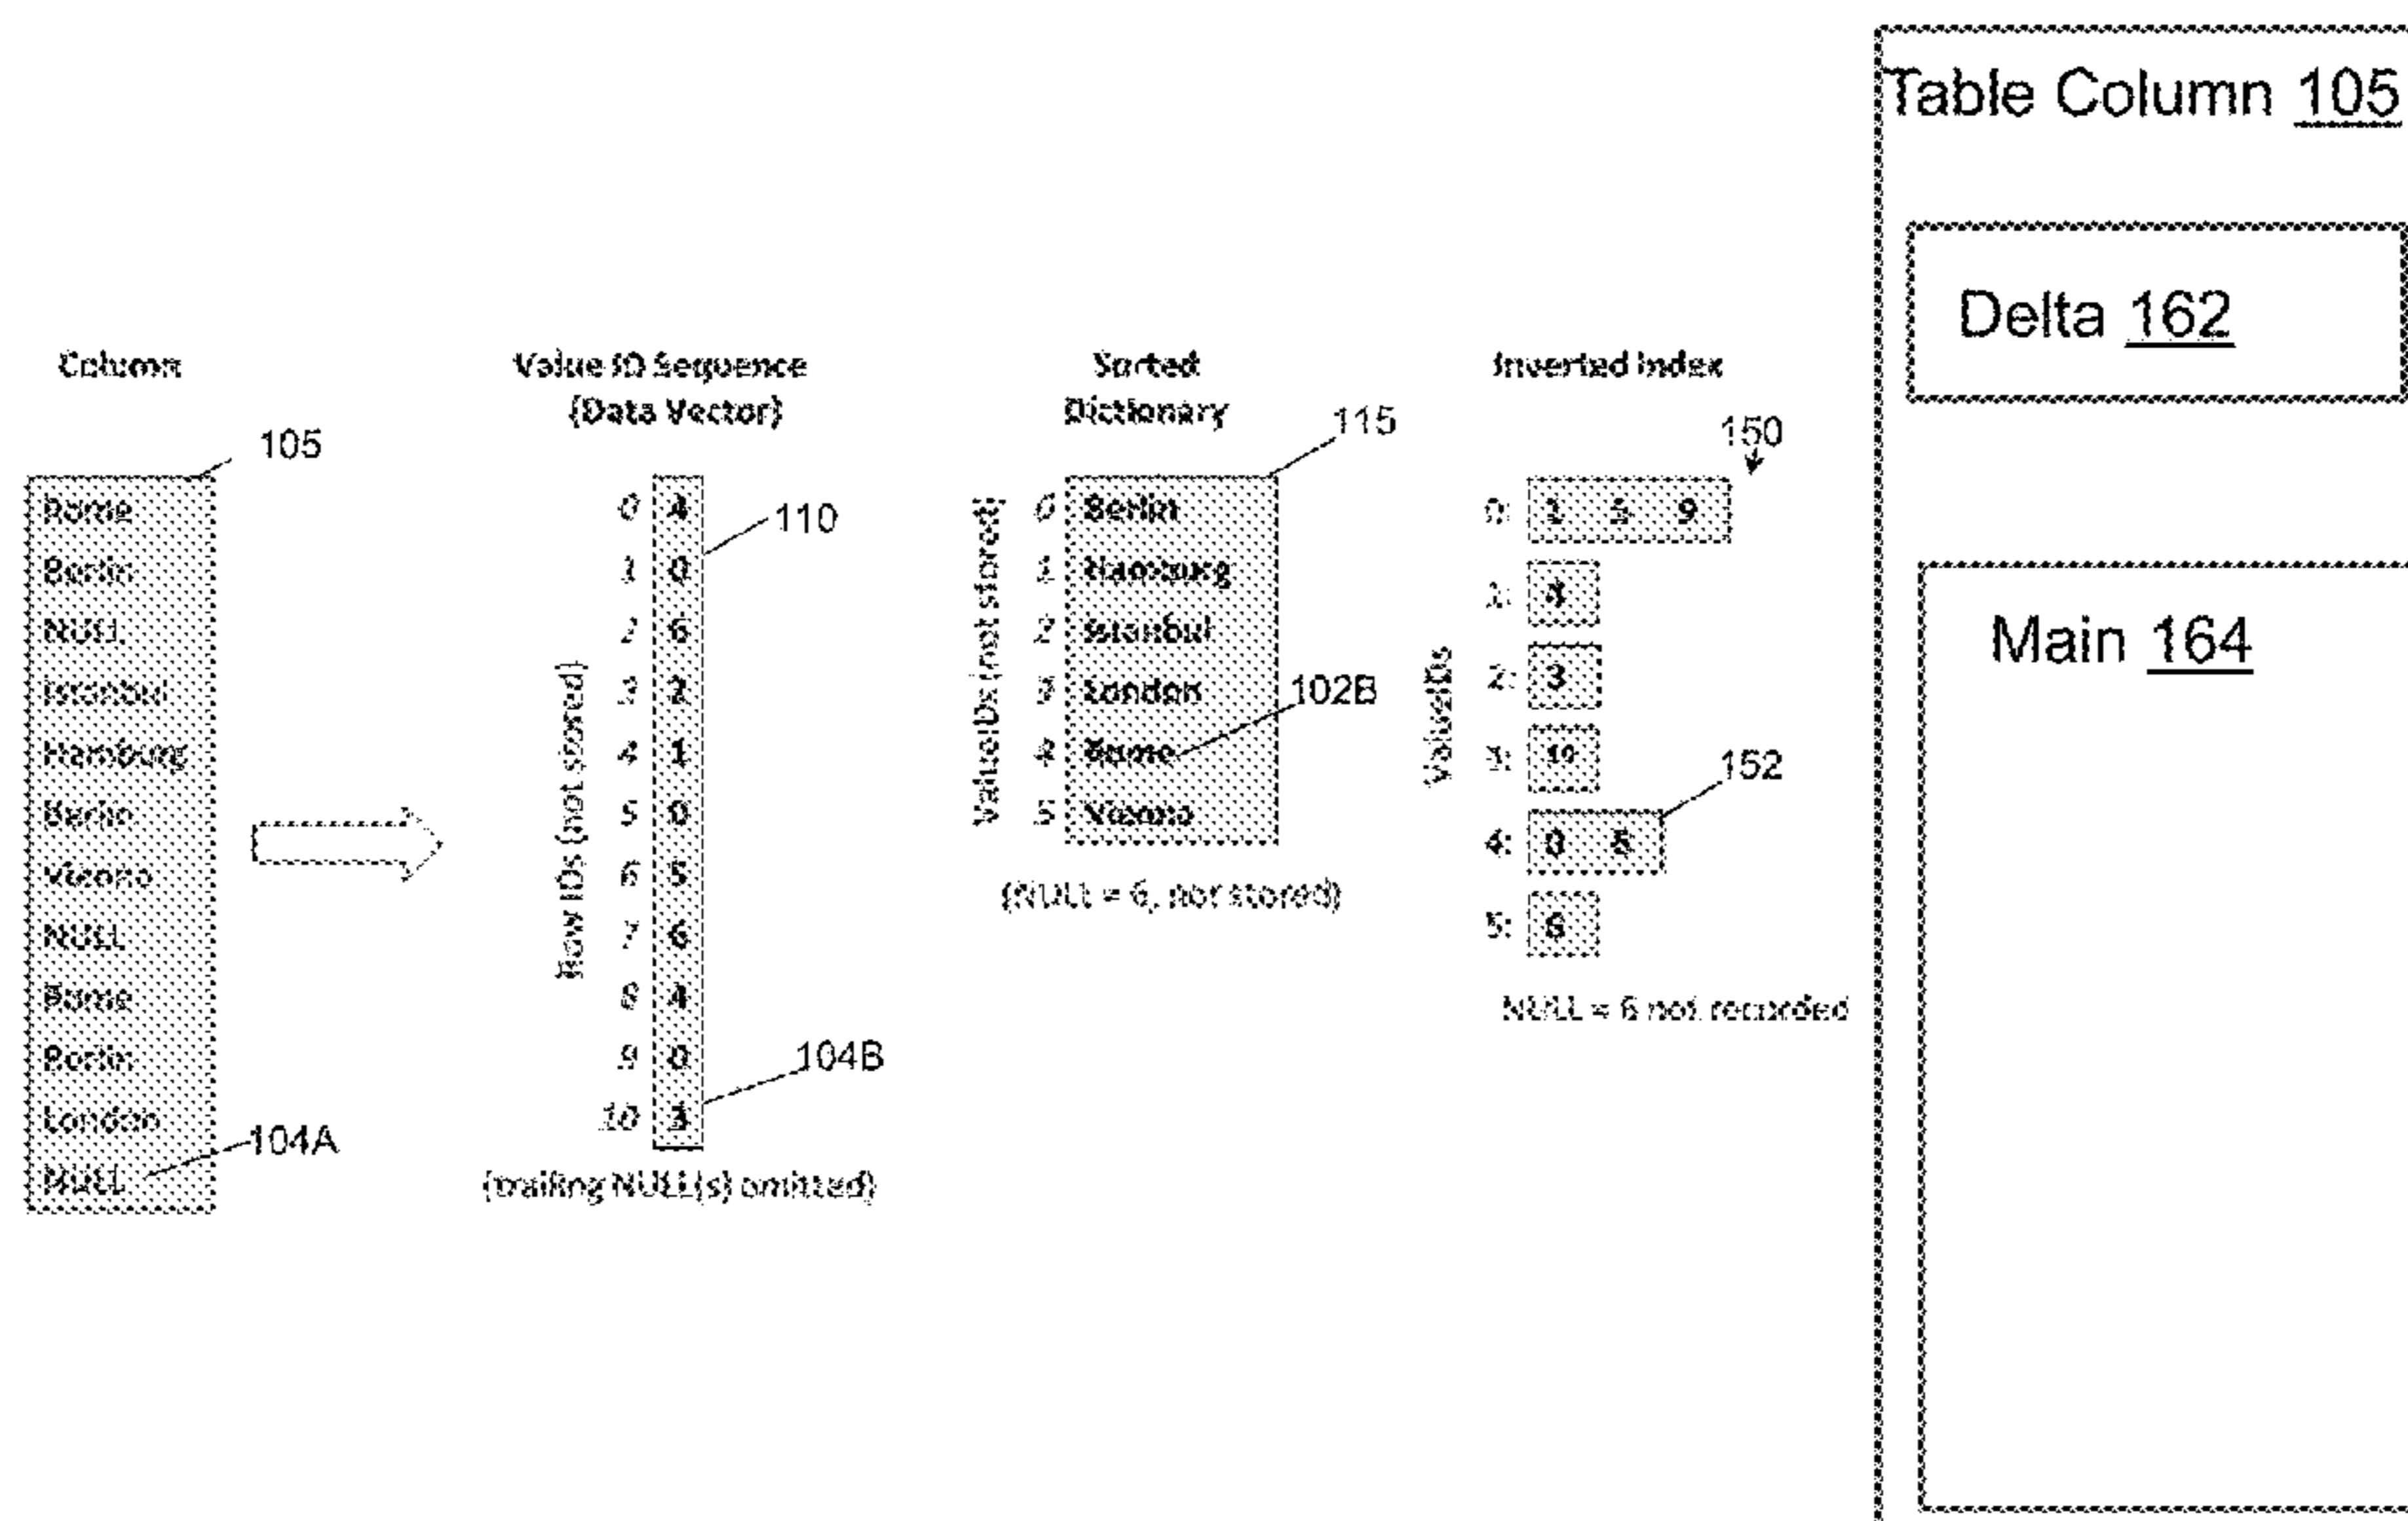 Column
105
Rome
Berlin
NULL
Istanbul
Hamburg
Berlin
Vienna
NULL
Rome
Berlin
London
NULL
104A
Value ID Sequence
(Data Vector)
Row IDs (not stored)
0 4
1 0
2 6
3 2
4 1
5 0
6 5
7 6
8 4
9 0
10 3
110
104B
(trailing NULL(s) omitted)
Sorted
Dictionary
115
ValueIDs (not stored)
0 Berlin
1 Hamburg
2 Istanbul
3 London
4 Rome
5 Vienna
102B
(NULL = 6, not stored)
Inverted Index
150
ValueIDs
0: 1 5 9
1: 4
2: 3
3: 10
4: 0 8
5: 6
152
NULL = 6 not recorded
Table Column 105
Delta 162
Main 164